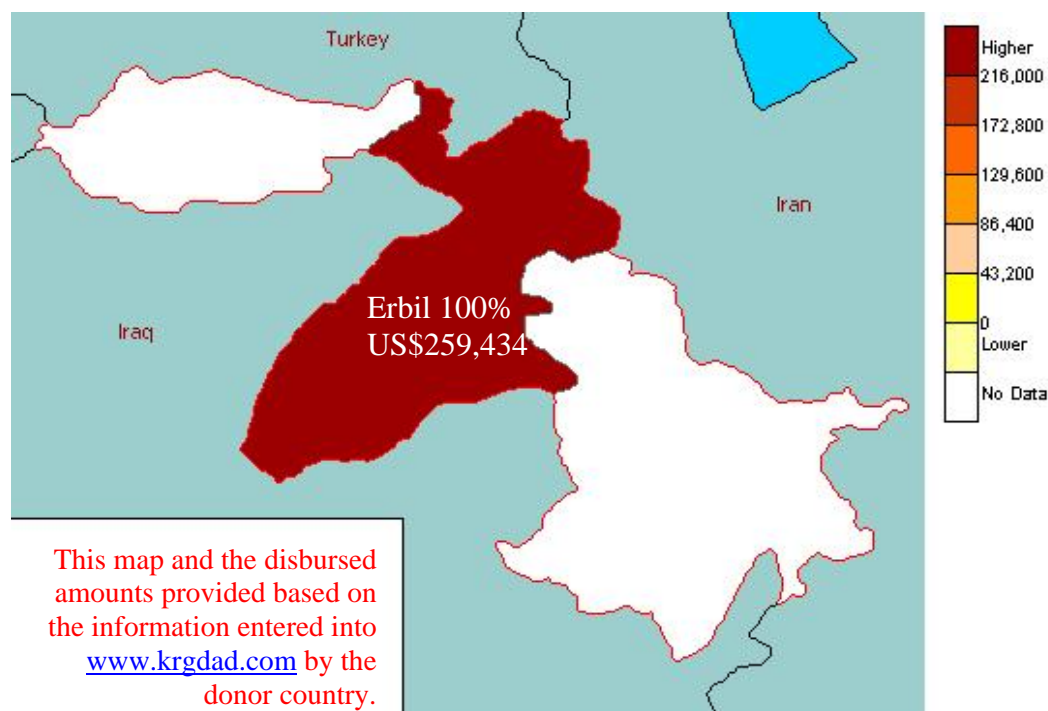 Turkey
Iran
Iraq
Erbil 100%
US$259,434
Higher
216,000
172,800
129,600
86,400
43,200
0
Lower
No Data
This map and the disbursed
amounts provided based on
the information entered into
www.krgdad.com by the
donor country.